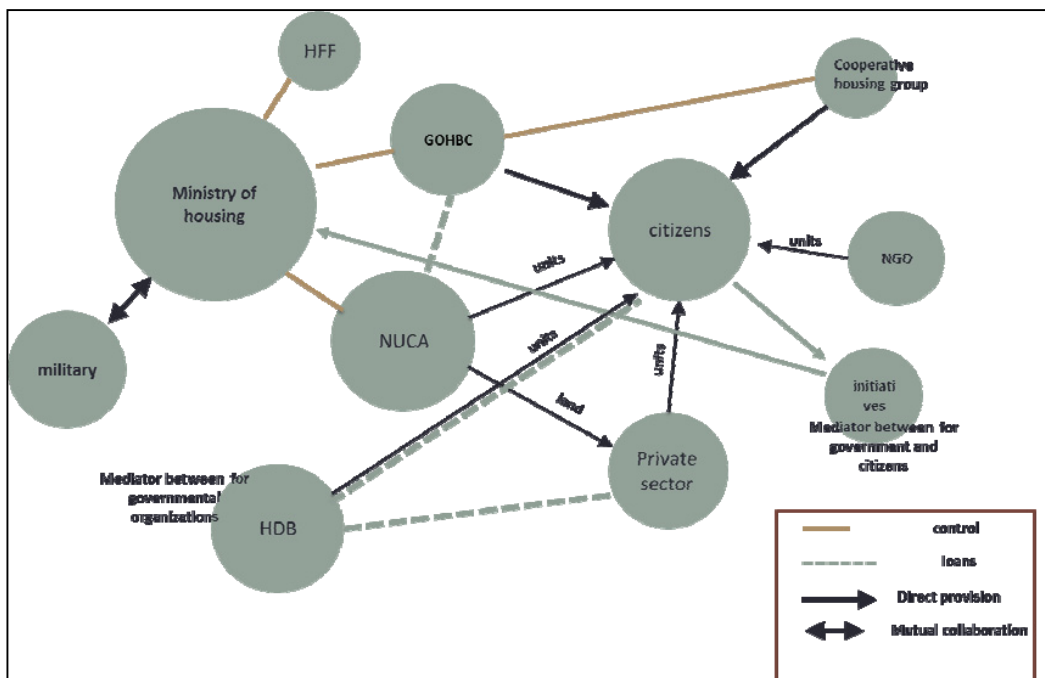 HFF
Cooperative
housing group
GOHBC
Ministry of
housing
citizens
units
NGO
units
NUCA
units
units
military
land
initiati
ves
Mediator between for
government and
citizens
Private
sector
Mediator between for
governmental
organizations
HDB
control
loans
Direct provision
Mutual collaboration